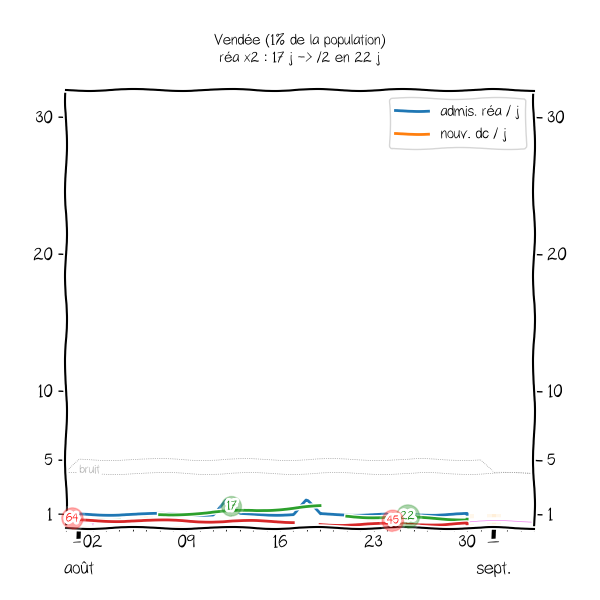 Vendée (1% de la population)
réa x2 : 17 j -> /2 en 22 j
admis. réa / j
nouv. dc / j
30 30
20 20
10 10
5 5
bruit
1 1
64 17 45 22
02 09 16 23 30
août sept.